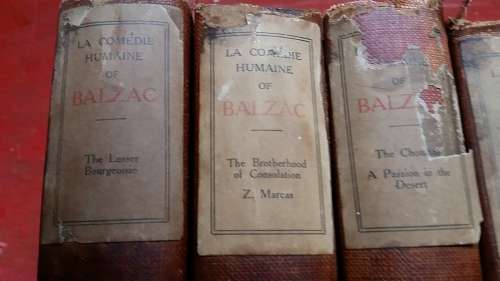 LA COMÉDIE
HUMAINE
OF
BALZAC
The Lesser
Bourgeoisie
LA COMÉDIE
HUMAINE
OF
BALZAC
The Brotherhood
of Consolation
Z. Marcas
OF
BALZAC
The Chouans
A Passion in the
Desert